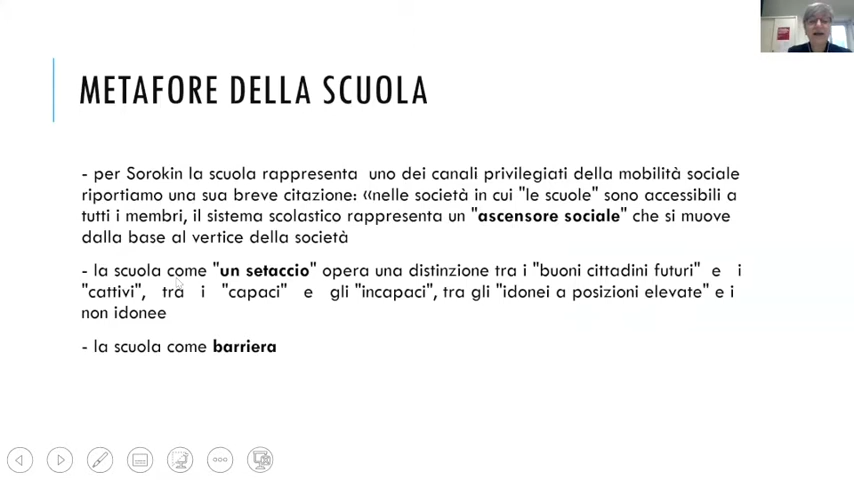 METAFORE DELLA SCUOLA
- per Sorokin la scuola rappresenta uno dei canali privilegiati della mobilità sociale
riportiamo una sua breve citazione: «nelle società in cui "le scuole" sono accessibili a
tutti i membri, il sistema scolastico rappresenta un "ascensore sociale" che si muove
dalla base al vertice della società
- la scuola come "un setaccio" opera una distinzione tra i "buoni cittadini futuri" e i
"cattivi", tra i "capaci" e gli "incapaci", tra gli "idonei a posizioni elevate" e i
non idonee
- la scuola come barriera